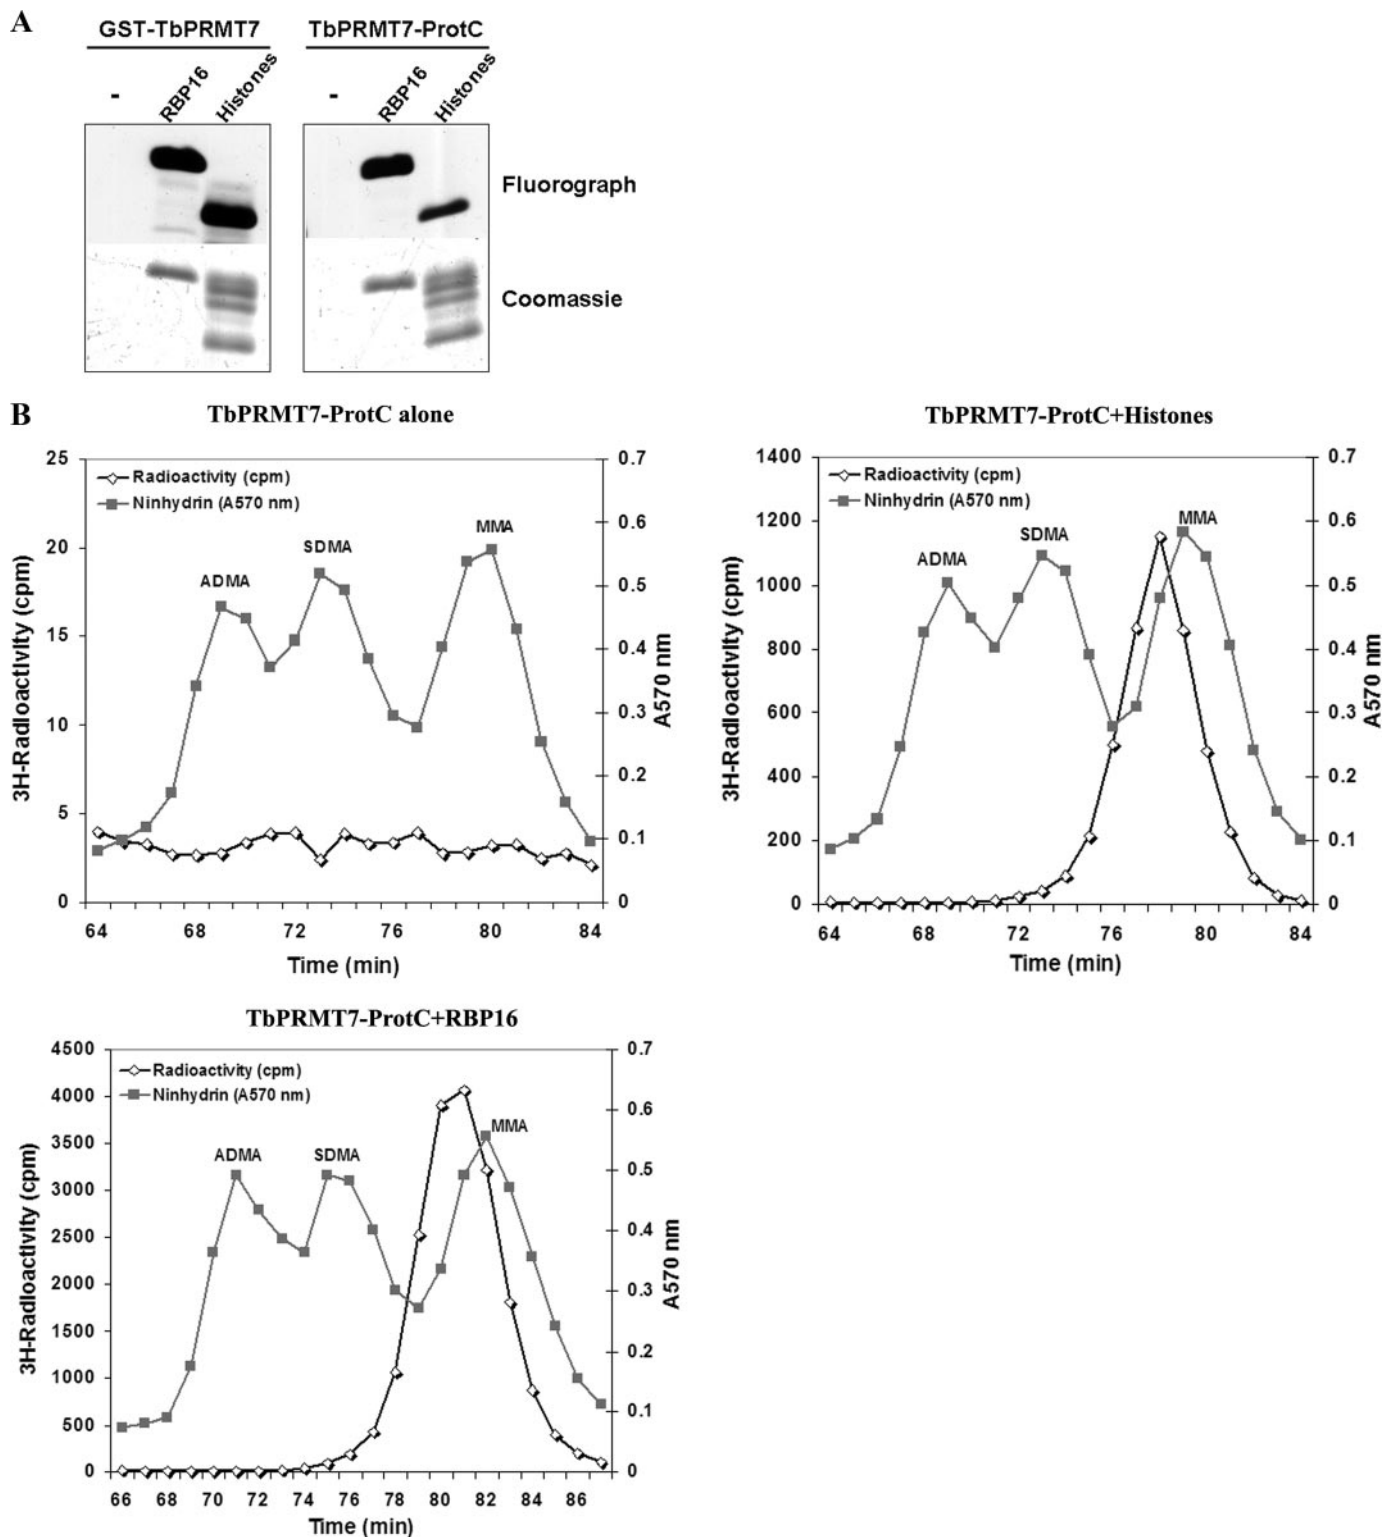 A
GST-TbPRMT7
TbPRMT7-ProtC
- RBP16 Histones
- RBP16 Histones
Fluorograph
Coomassie
B
TbPRMT7-ProtC alone
Radioactivity (cpm)
Ninhydrin (A570 nm)
ADMA
SDMA
MMA
3H-Radioactivity (cpm)
25
20
15
10
5
0
0.7
0.6
0.5
0.4
0.3
0.2
0.1
0
A570 nm
64 68 72 76 80 84
Time (min)
TbPRMT7-ProtC+Histones
Radioactivity (cpm)
Ninhydrin (A570 nm)
ADMA
SDMA
MMA
3H-Radioactivity (cpm)
1400
1200
1000
800
600
400
200
0
0.7
0.6
0.5
0.4
0.3
0.2
0.1
0
A570 nm
64 68 72 76 80 84
Time (min)
TbPRMT7-ProtC+RBP16
Radioactivity (cpm)
Ninhydrin (A570 nm)
ADMA
SDMA
MMA
3H-Radioactivity (cpm)
4500
4000
3500
3000
2500
2000
1500
1000
500
0
0.7
0.6
0.5
0.4
0.3
0.2
0.1
0
A570 nm
66 68 70 72 74 76 78 80 82 84 86
Time (min)